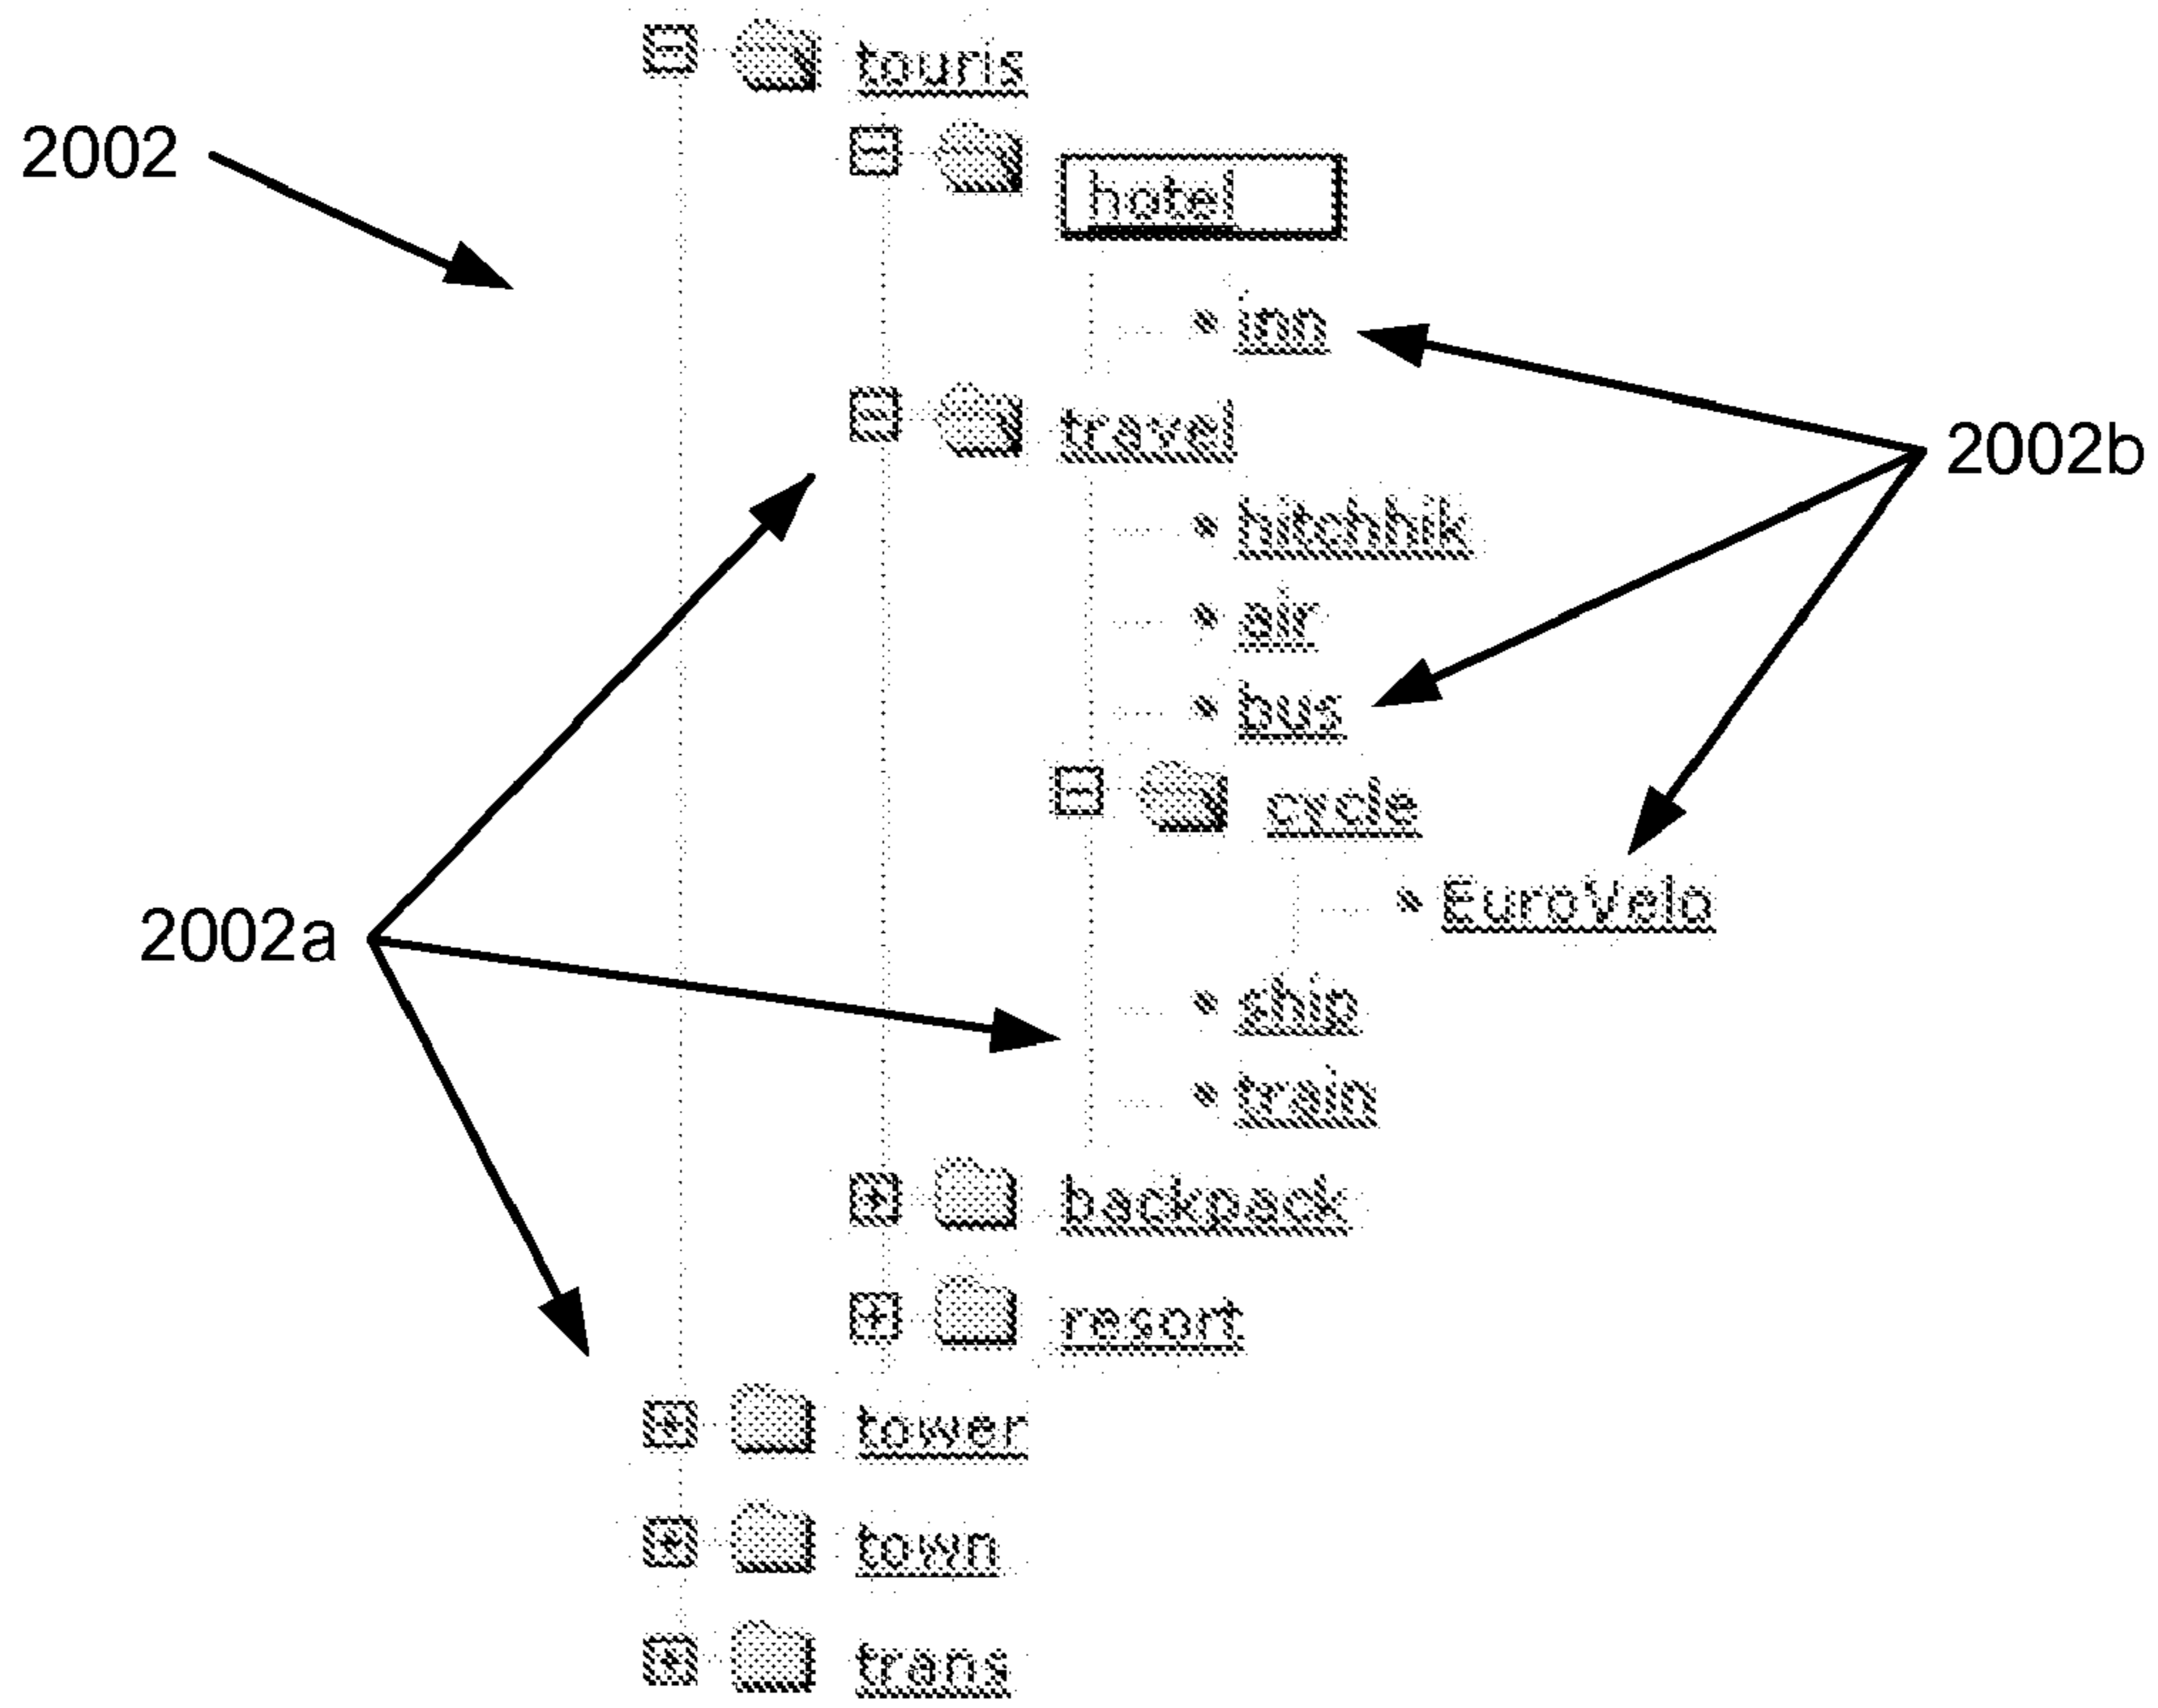 touris
2002
hotel
inn
travel
2002b
hitchhik
air
bus
cycle
EuroVelo
2002a
ship
train
backpack
resort
tower
town
trans